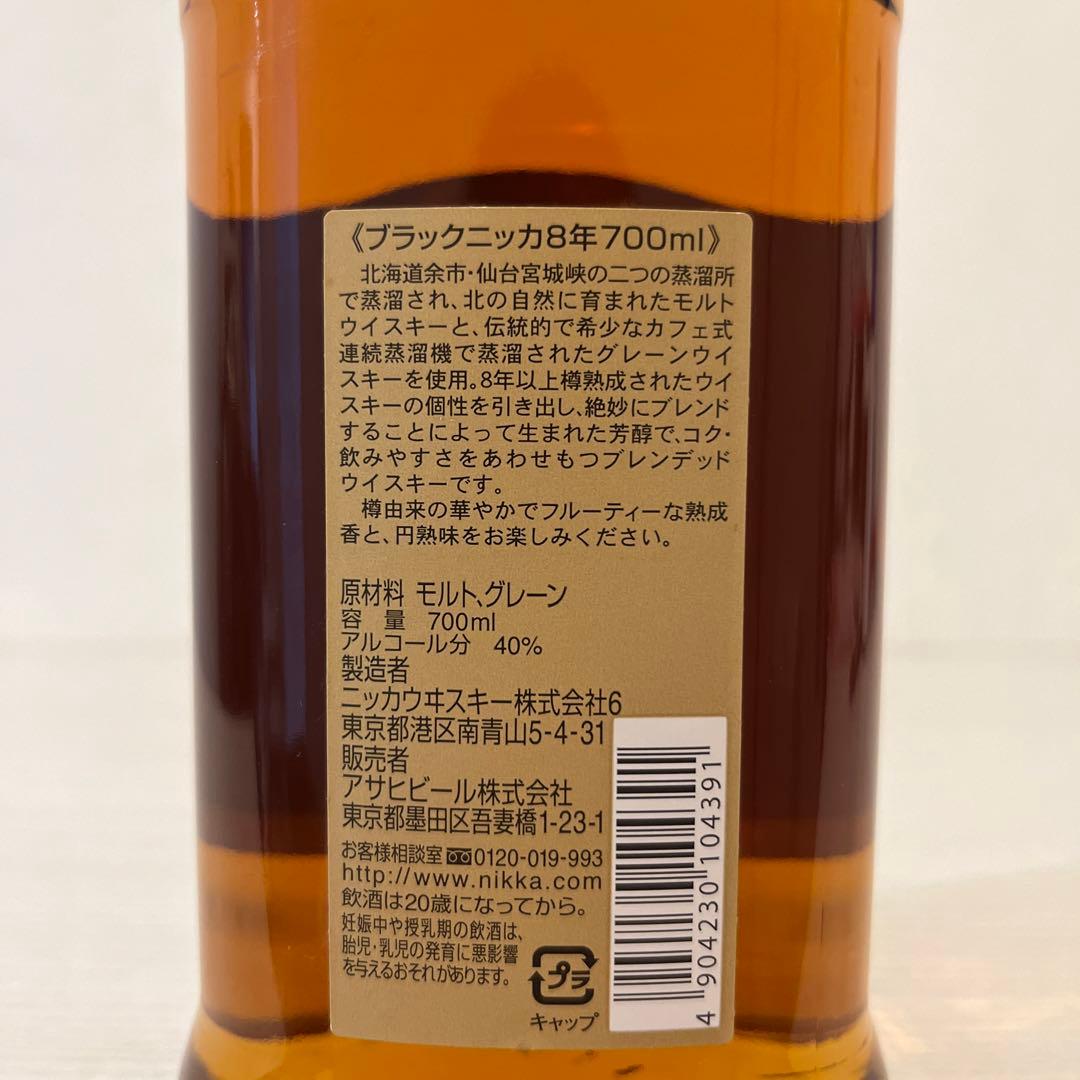 《ブラックニッカ8年700ml》
北海道余市・仙台宮城峡の二つの蒸溜所
で蒸溜され、北の自然に育まれたモルト
ウイスキーと、伝統的で希少なカフェ式
連続蒸溜機で蒸溜されたグレーンウイ
スキーを使用。8年以上樽熟成されたウイ
スキーの個性を引き出し、絶妙にブレンド
することによって生まれた芳醇で、コク・
飲みやすさをあわせもつブレンデッド
ウイスキーです。
樽由来の華やかでフルーティーな熟成
香と、円熟味をお楽しみください。
原材料 モルト、グレーン
容 量 700ml
アルコール分 40%
製造者
ニッカウヰスキー株式会社6
東京都港区南青山5-4-31
販売者
アサヒビール株式会社
東京都墨田区吾妻橋1-23-1
お客様相談室 0120-019-993
http://www.nikka.com
飲酒は20歳になってから。
妊娠中や授乳期の飲酒は、
胎児・乳児の発育に悪影響
を与えるおそれがあります。
プラ
キャップ
4 904230 104391